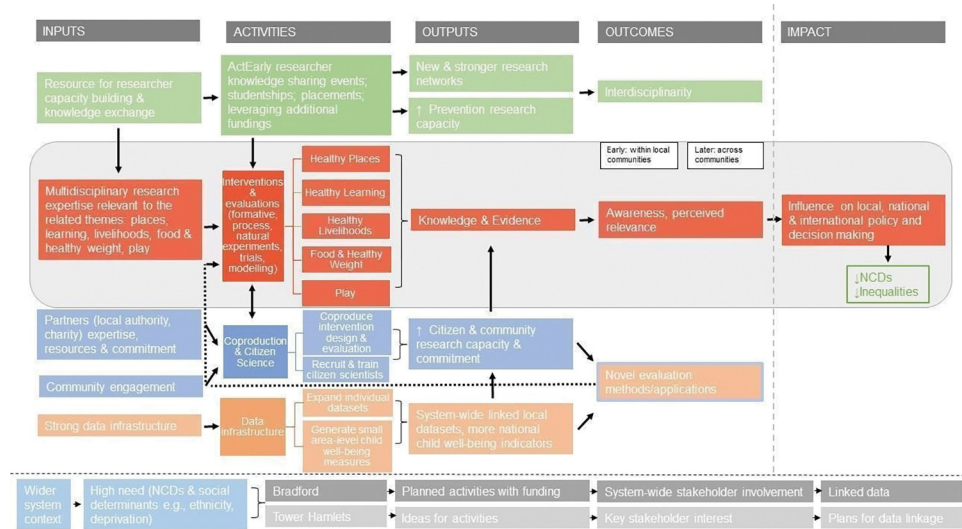 INPUTS
ACTIVITIES
OUTPUTS
OUTCOMES
IMPACT
Resource for researcher
capacity building &
knowledge exchange
ActEarly researcher
knowledge sharing events;
studentships; placements;
leveraging additional
fundings
New & stronger research
networks
↑ Prevention research
capacity
Interdisciplinarity
Early: within local
communities
Later: across
communities
Multidisciplinary research
expertise relevant to the
related themes: places,
learning, livelihoods, food &
healthy weight, play
Interventions
&
evaluations
(formative,
process,
natural
experiments,
trials,
modelling)
Healthy Places
Healthy Learning
Healthy
Livelihoods
Food & Healthy
Weight
Play
Knowledge & Evidence
Awareness, perceived
relevance
Influence on local, national
& international policy and
decision making
↓NCDs
↓Inequalities
Partners (local authority,
charity) expertise,
resources & commitment
Community engagement
Coproduction
& Citizen
Science
Coproduce
intervention
design &
evaluation
Recruit & train
citizen scientists
↑ Citizen & community
research capacity &
commitment
Novel evaluation
methods/applications
Strong data infrastructure
Data
infrastructure
Expand individual
datasets
Generate small
area-level child
well-being
measures
System-wide linked local
datasets, more national
child well-being indicators
Wider
system
context
High need (NCDs & social
determinants e.g., ethnicity,
deprivation)
Bradford
Planned activities with funding
System-wide stakeholder involvement
Linked data
Tower Hamlets
Ideas for activities
Key stakeholder interest
Plans for data linkage